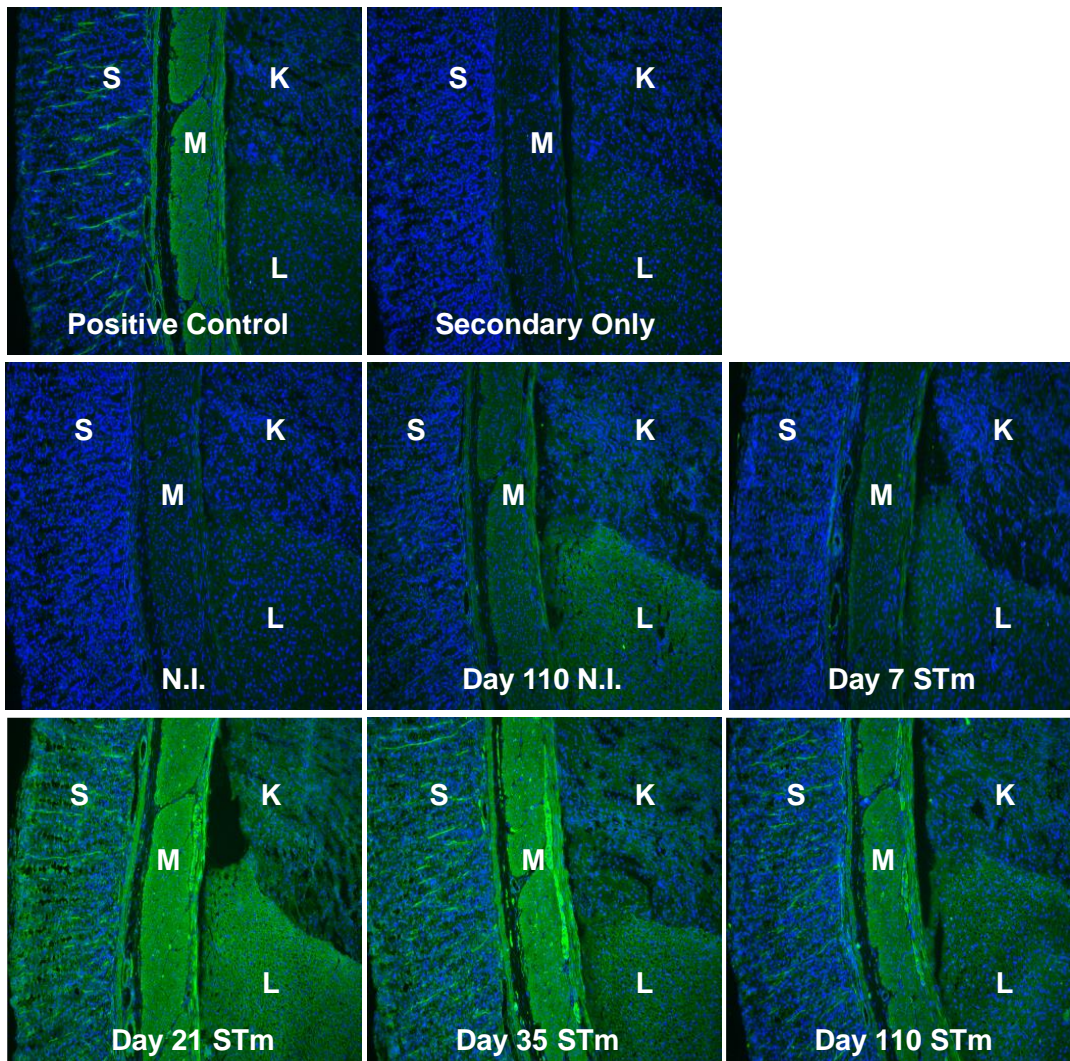 S
K
M
L
Positive Control
S
K
M
L
Secondary Only
S
K
M
L
N.I.
S
K
M
L
Day 110 N.I.
S
K
M
L
Day 7 STm
S
K
M
L
Day 21 STm
S
K
M
L
Day 35 STm
S
K
M
L
Day 110 STm